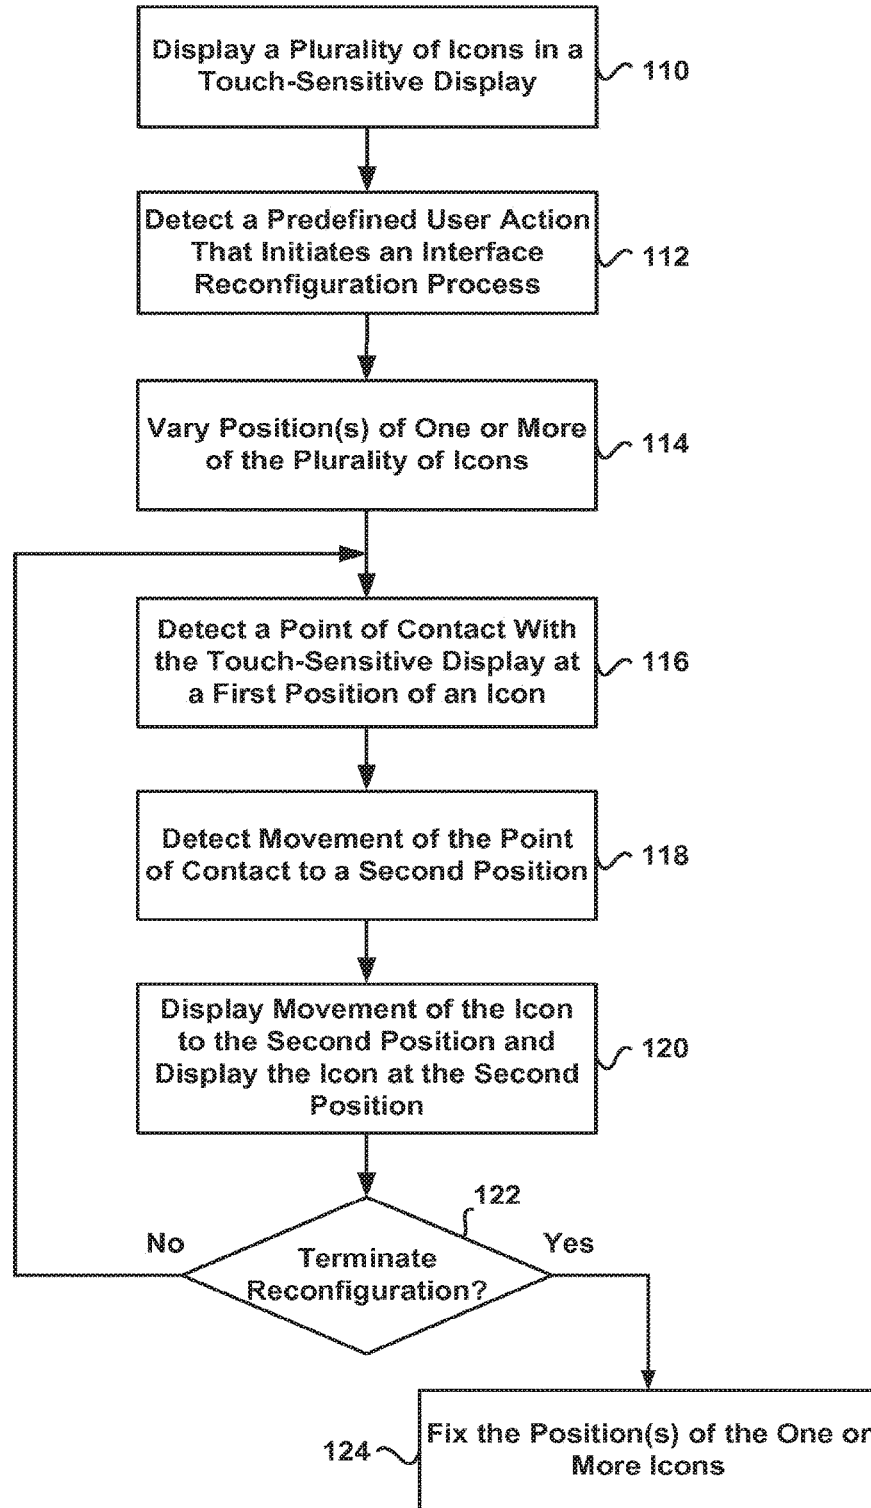 Display a Plurality of Icons in a
Touch-Sensitive Display
110
Detect a Predefined User Action
That Initiates an Interface
Reconfiguration Process
112
Vary Position(s) of One or More
of the Plurality of Icons
114
Detect a Point of Contact With
the Touch-Sensitive Display at
a First Position of an Icon
116
Detect Movement of the Point
of Contact to a Second Position
118
Display Movement of the Icon
to the Second Position and
Display the Icon at the Second
Position
120
122
No
Yes
Terminate
Reconfiguration?
124
Fix the Position(s) of the One or
More Icons